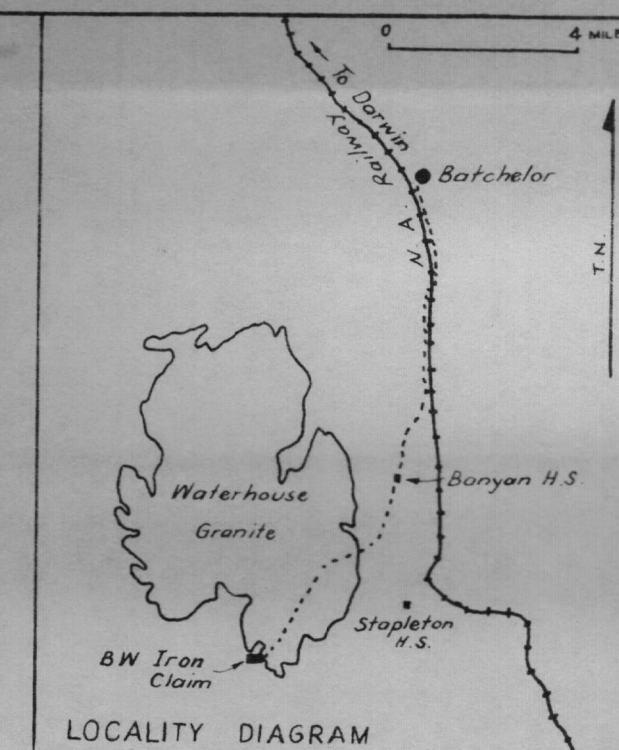 0 4 MILE
To Darwin
N. A. Railway
Batchelor
T.N.
Banyan H.S.
Waterhouse
Granite
Stapleton
H.S.
BW Iron
Claim
LOCALITY DIAGRAM